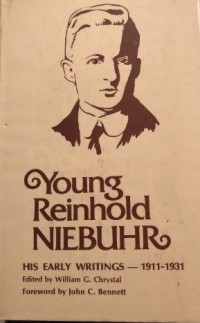 Young
Reinhold
NIEBUHR
HIS EARLY WRITINGS — 1911-1931
Edited by William G. Chrystal
Foreword by John C. Bennett